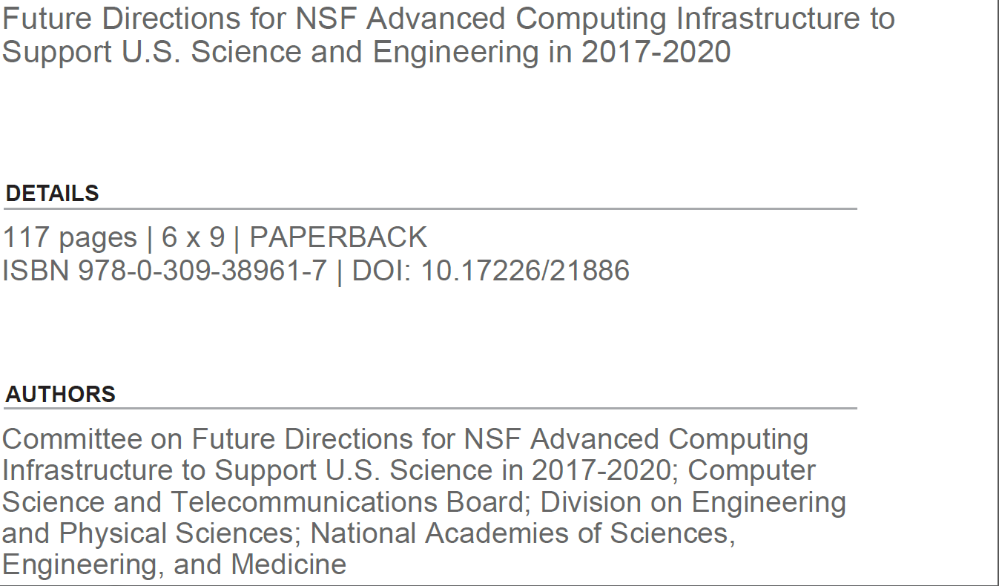 Future Directions for NSF Advanced Computing Infrastructure to
Support U.S. Science and Engineering in 2017-2020
DETAILS
117 pages | 6 x 9 | PAPERBACK
ISBN 978-0-309-38961-7 | DOI: 10.17226/21886
AUTHORS
Committee on Future Directions for NSF Advanced Computing
Infrastructure to Support U.S. Science in 2017-2020; Computer
Science and Telecommunications Board; Division on Engineering
and Physical Sciences; National Academies of Sciences,
Engineering, and Medicine